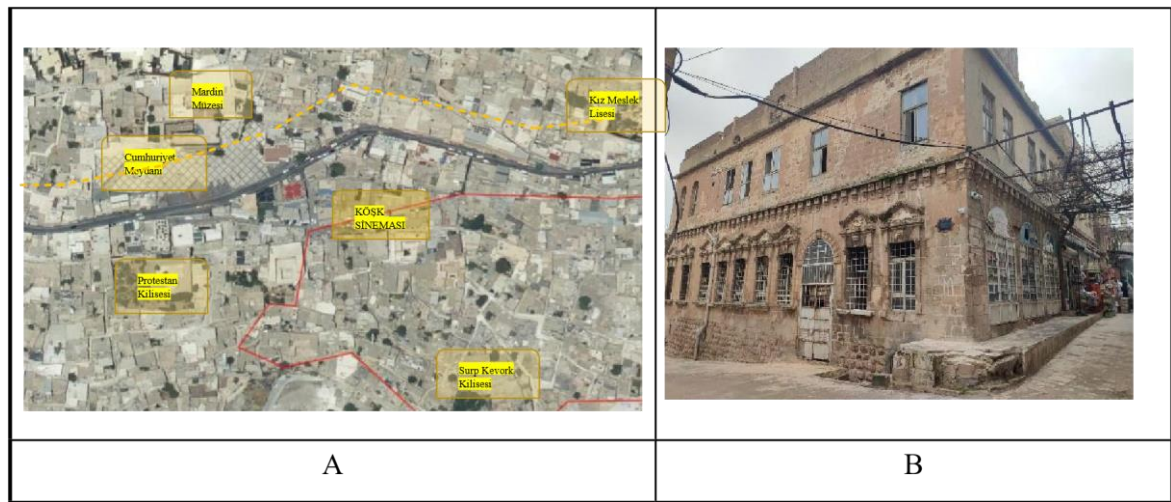 Mardin
Müzesi
Kız Meslek
Lisesi
Cumhuriyet
Meydanı
KÖŞK
SİNEMASI
Protestan
Kilisesi
Surp Kevork
Kilisesi
A
B